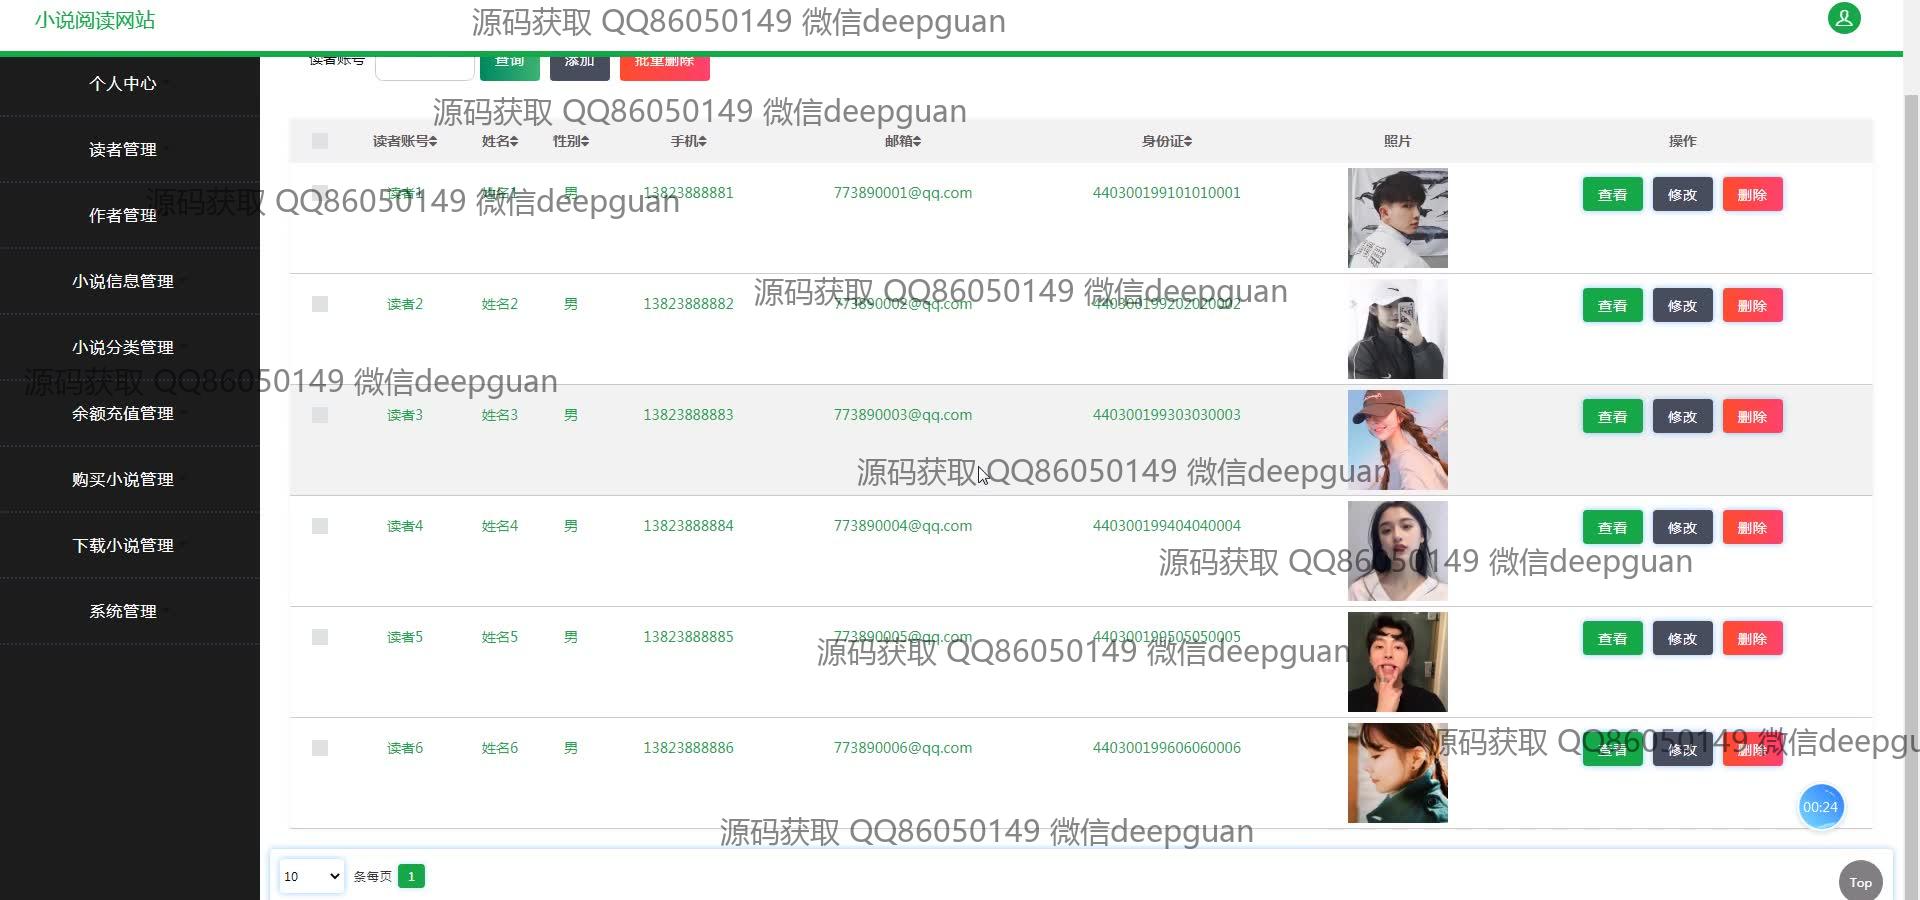 小说阅读网站
源码获取 QQ86050149 微信deepguan
读者账号 查询 添加 批量删除
个人中心
读者管理
作者管理
小说信息管理
小说分类管理
余额充值管理
购买小说管理
下载小说管理
系统管理
源码获取 QQ86050149 微信deepguan
读者账号 姓名 性别 手机 邮箱 身份证 照片 操作
读者1 姓名1 男 13823888881 773890001@qq.com 440300199101010001 查看 修改 删除
源码获取 QQ86050149 微信deepguan
源码获取 QQ86050149 微信deepguan
读者2 姓名2 男 13823888882 773890002@qq.com 440300199202020002 查看 修改 删除
源码获取 QQ86050149 微信deepguan
读者3 姓名3 男 13823888883 773890003@qq.com 440300199303030003 查看 修改 删除
源码获取 QQ86050149 微信deepguan
读者4 姓名4 男 13823888884 773890004@qq.com 440300199404040004 查看 修改 删除
源码获取 QQ86050149 微信deepguan
读者5 姓名5 男 13823888885 773890005@qq.com 440300199505050005 查看 修改 删除
源码获取 QQ86050149 微信deepguan
读者6 姓名6 男 13823888886 773890006@qq.com 440300199606060006 查看 修改 删除
源码获取 QQ86050149 微信deepgu
00:24
源码获取 QQ86050149 微信deepguan
10 条每页 1
Top